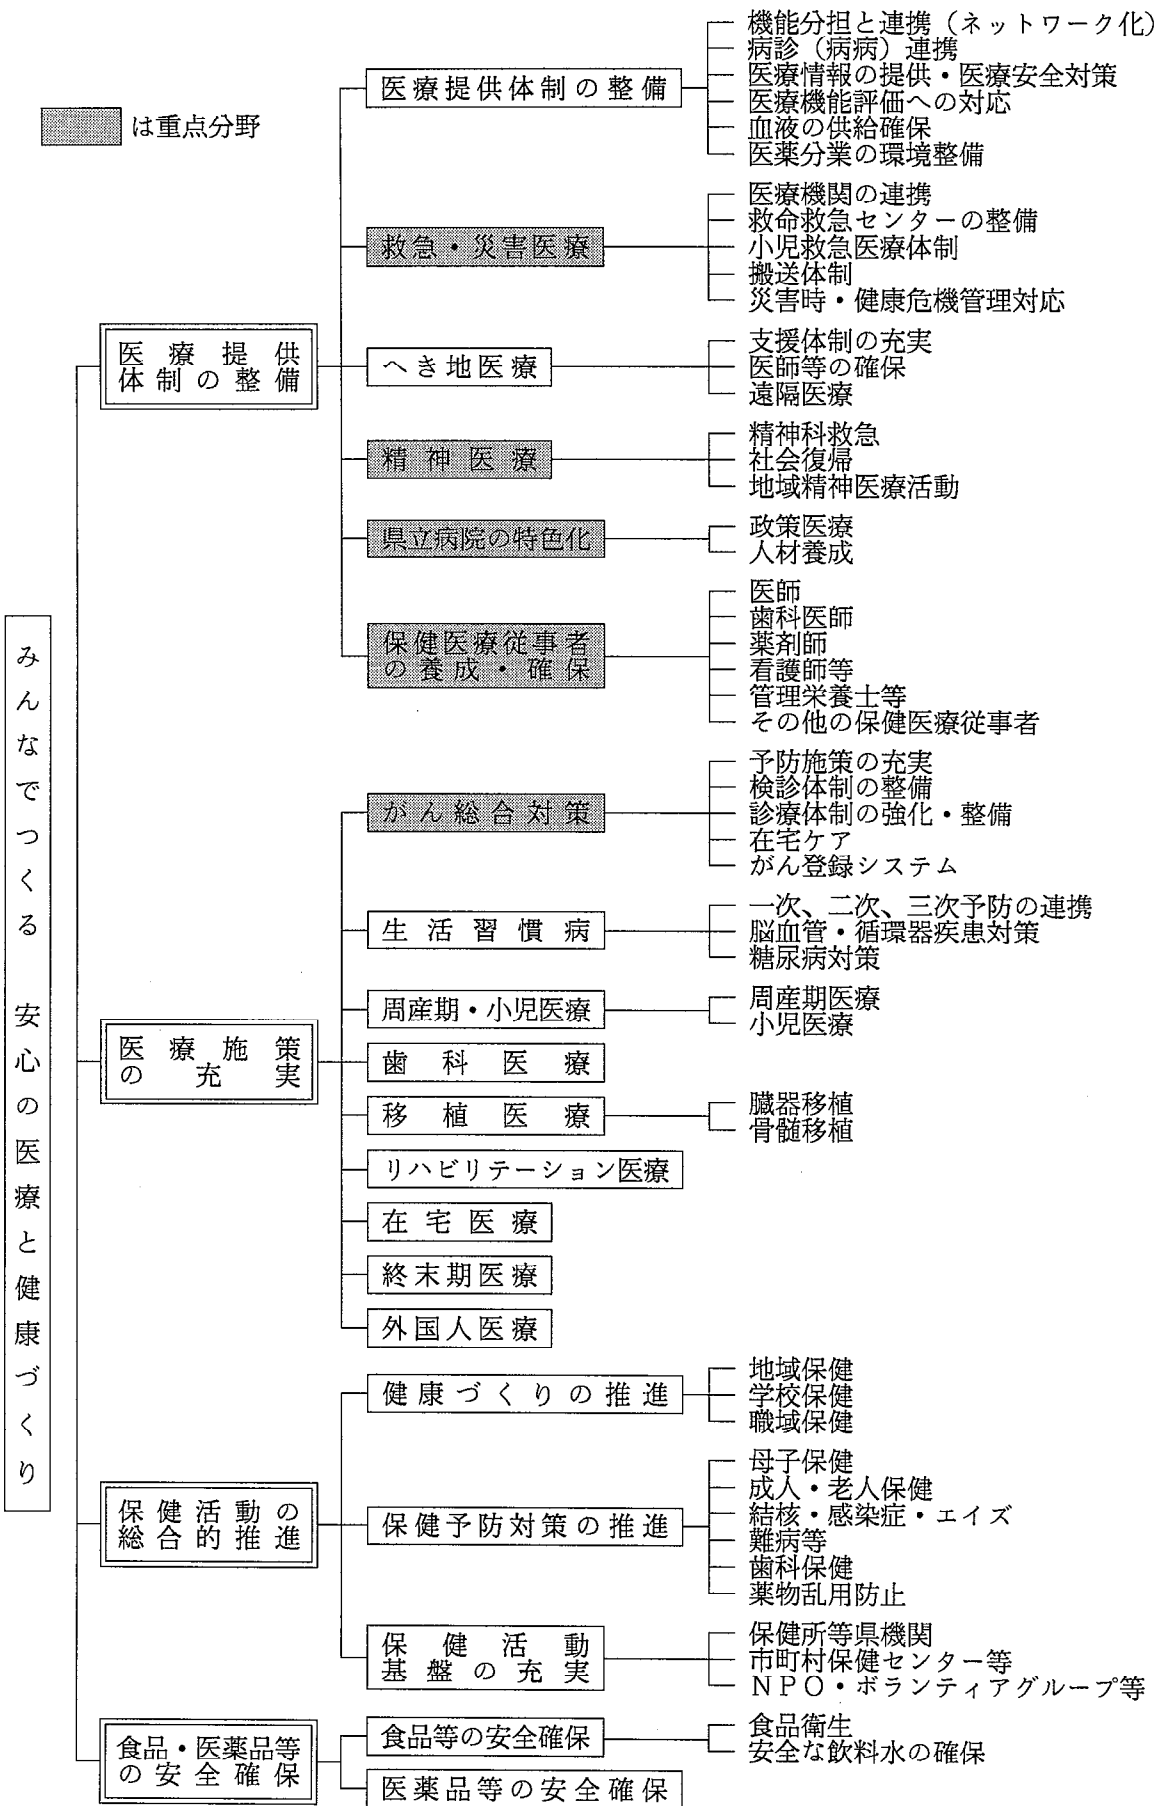 は重点分野
みんなでつくる 安心の医療と健康づくり
医療提供
体制の整備
医療提供体制の整備
機能分担と連携（ネットワーク化）
病診（病病）連携
医療情報の提供・医療安全対策
医療機能評価への対応
血液の供給確保
医薬分業の環境整備
救急・災害医療
医療機関の連携
救命救急センターの整備
小児救急医療体制
搬送体制
災害時・健康危機管理対応
へき地医療
支援体制の充実
医師等の確保
遠隔医療
精神医療
精神科救急
社会復帰
地域精神医療活動
県立病院の特色化
政策医療
人材養成
保健医療従事者
の養成・確保
医師
歯科医師
薬剤師
看護師等
管理栄養士等
その他の保健医療従事者
医療施策
の充実
がん総合対策
予防施策の充実
検診体制の整備
診療体制の強化・整備
在宅ケア
がん登録システム
生活習慣病
一次、二次、三次予防の連携
脳血管・循環器疾患対策
糖尿病対策
周産期・小児医療
周産期医療
小児医療
歯科医療
移植医療
臓器移植
骨髄移植
リハビリテーション医療
在宅医療
終末期医療
外国人医療
保健活動の
総合的推進
健康づくりの推進
地域保健
学校保健
職域保健
保健予防対策の推進
母子保健
成人・老人保健
結核・感染症・エイズ
難病等
歯科保健
薬物乱用防止
保健活動
基盤の充実
保健所等県機関
市町村保健センター等
ＮＰＯ・ボランティアグループ等
食品・医薬品等
の安全確保
食品等の安全確保
食品衛生
安全な飲料水の確保
医薬品等の安全確保